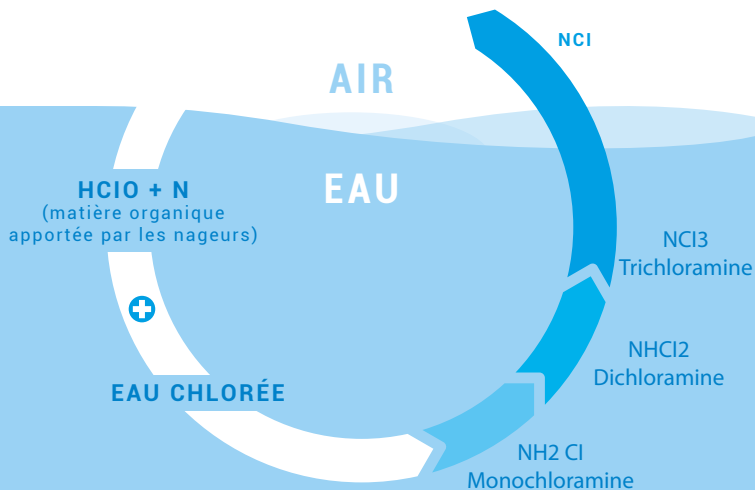 NCl
AIR
EAU
HClO + N
(matière organique
apportée par les nageurs)
EAU CHLORÉE
NCl3
Trichloramine
NHCl2
Dichloramine
NH2 Cl
Monochloramine